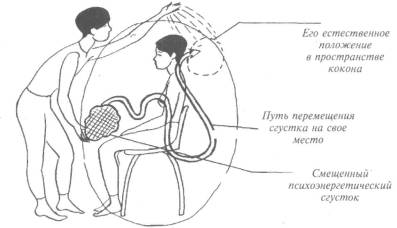 Его естественное
положение
в пространстве
кокона
Путь перемещения
сгустка на свое
место
Смещенный
психоэнергетический
сгусток